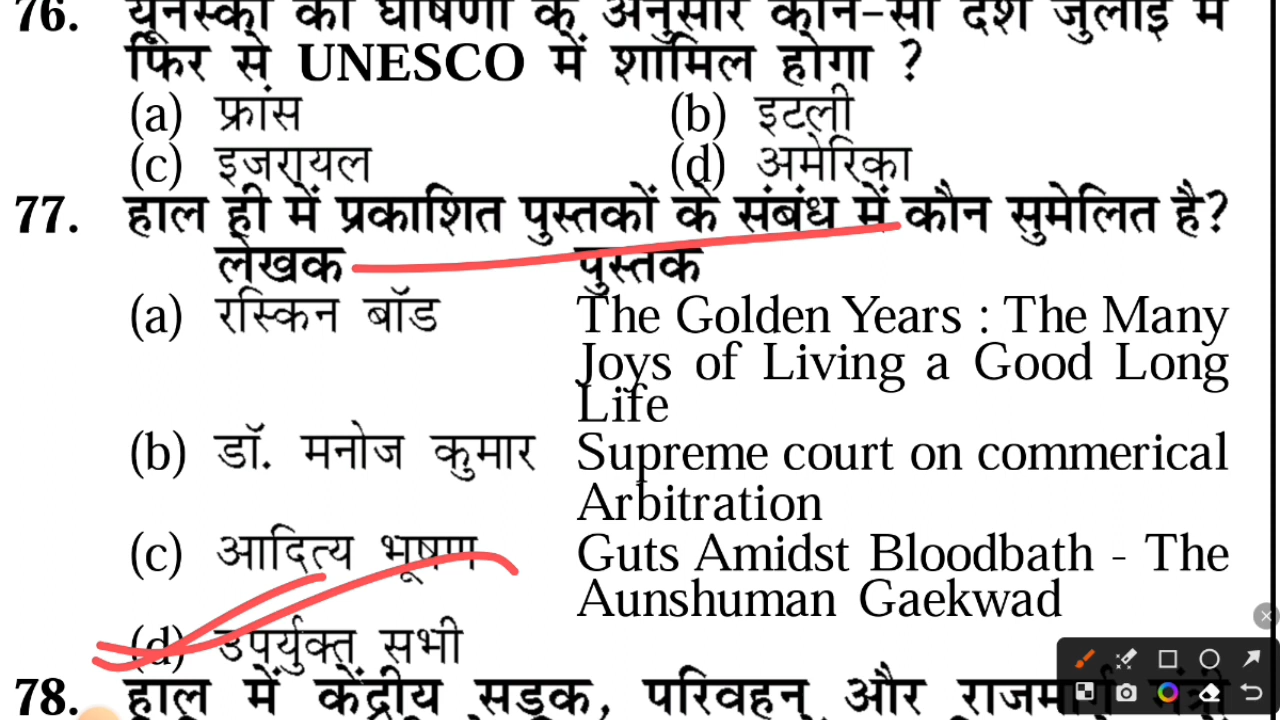 76. यूनेस्को की घोषणा के अनुसार कौन-सा देश जुलाई में
फिर से UNESCO में शामिल होगा ?
(a) फ्रांस (b) इटली
(c) इजरायल (d) अमेरिका
77. हाल ही में प्रकाशित पुस्तकों के संबंध में कौन सुमेलित है?
लेखक पुस्तक
(a) रस्किन बॉड The Golden Years : The Many
Joys of Living a Good Long
Life
(b) डॉ. मनोज कुमार Supreme court on commerical
Arbitration
(c) आदित्य भूषण Guts Amidst Bloodbath - The
Aunshuman Gaekwad
(d) उपर्युक्त सभी
78. हाल में केंद्रीय सड़क, परिवहन और राजमार्ग मंत्री